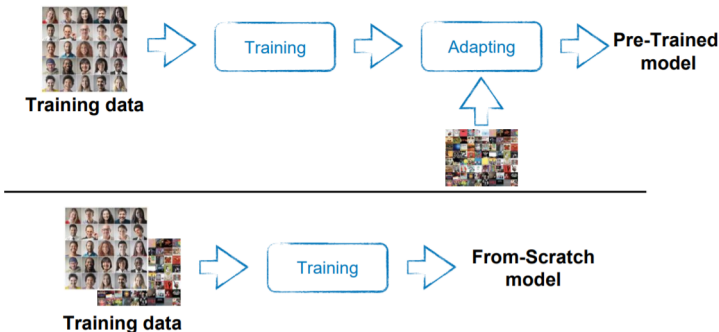 Training data
Training
Adapting
Pre-Trained
model
Training data
Training
From-Scratch
model